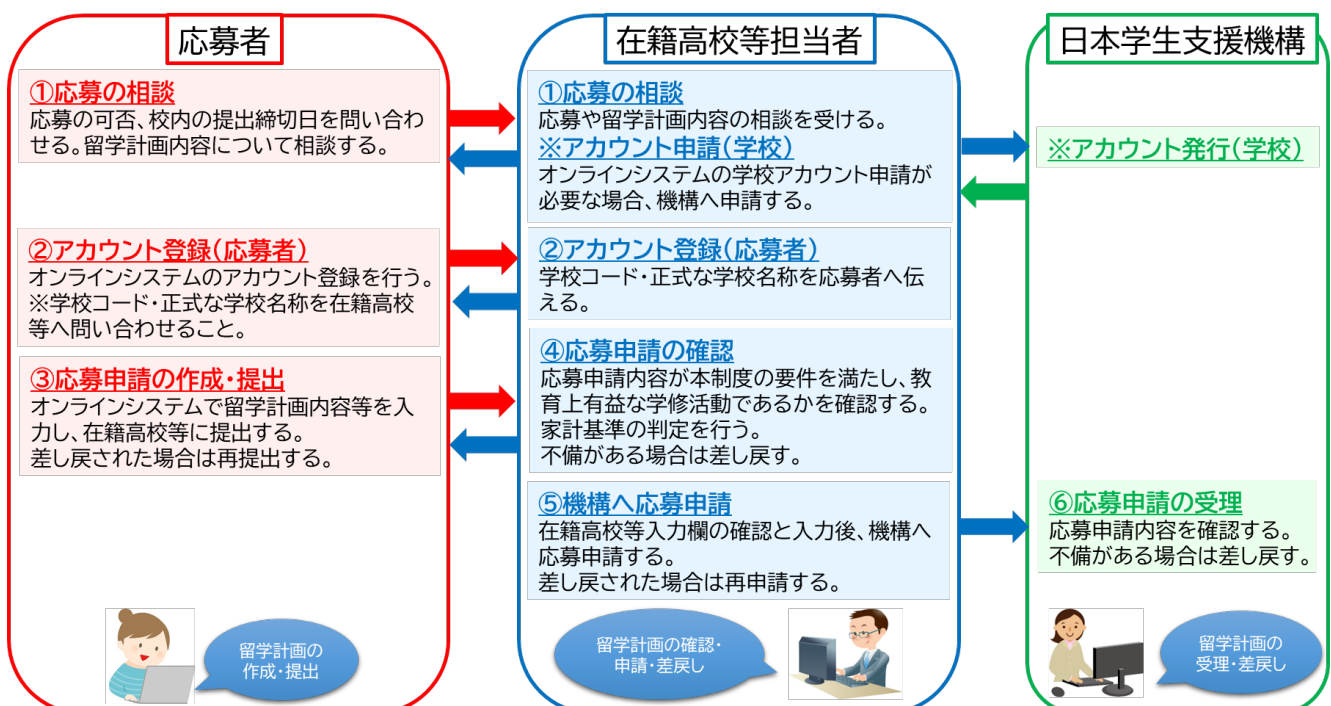 応募者
①応募の相談
応募の可否、校内の提出締切日を問い合わ
せる。留学計画内容について相談する。
②アカウント登録(応募者)
オンラインシステムのアカウント登録を行う。
※学校コード・正式な学校名称を在籍高校
等へ問い合わせること。
③応募申請の作成・提出
オンラインシステムで留学計画内容等を入
力し、在籍高校等に提出する。
差し戻された場合は再提出する。
留学計画の
作成・提出
在籍高校等担当者
①応募の相談
応募や留学計画内容の相談を受ける。
※アカウント申請(学校)
オンラインシステムの学校アカウント申請が
必要な場合、機構へ申請する。
②アカウント登録(応募者)
学校コード・正式な学校名称を応募者へ伝
える。
④応募申請の確認
応募申請内容が本制度の要件を満たし、教
育上有益な学修活動であるかを確認する。
家計基準の判定を行う。
不備がある場合は差し戻す。
⑤機構へ応募申請
在籍高校等入力欄の確認と入力後、機構へ
応募申請する。
差し戻された場合は再申請する。
留学計画の確認・
申請・差戻し
日本学生支援機構
※アカウント発行(学校)
⑥応募申請の受理
応募申請内容を確認する。
不備がある場合は差し戻す。
留学計画の
受理・差戻し